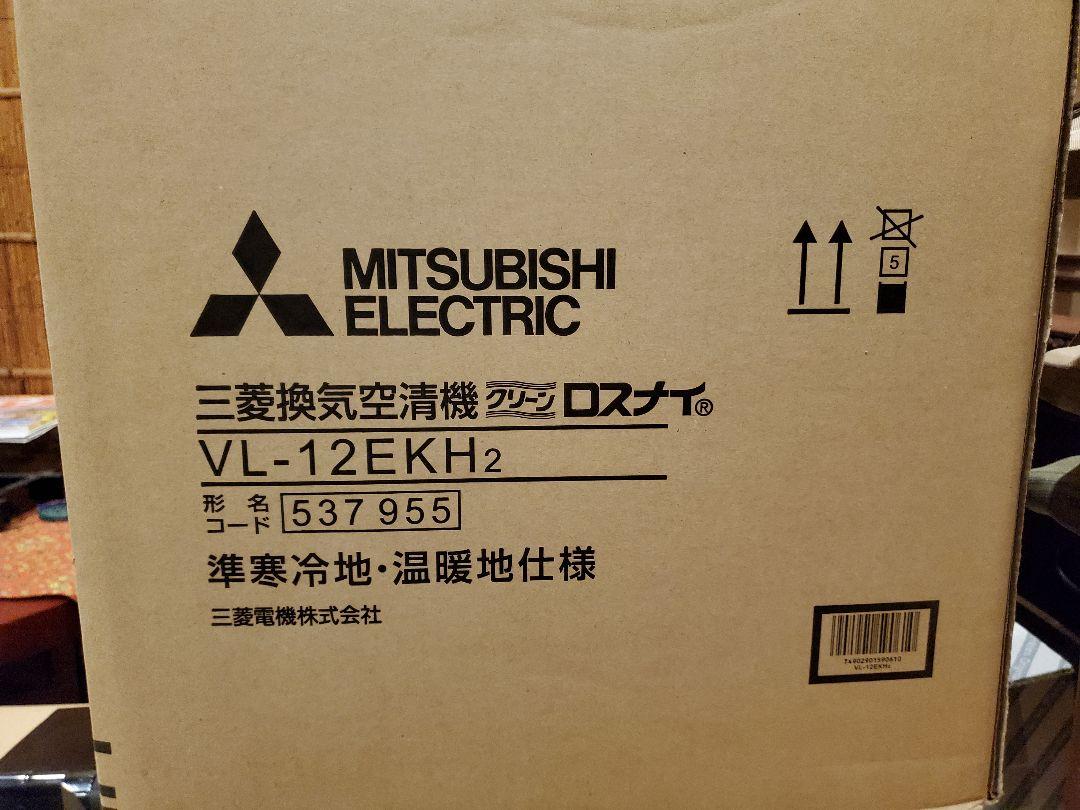 MITSUBISHI
ELECTRIC
5
三菱換気空清機 クリーン ロスナイ®
VL-12EKH2
形名
コード 537 955
準寒冷地・温暖地仕様
三菱電機株式会社
T4902901590610
VL-12EKH2